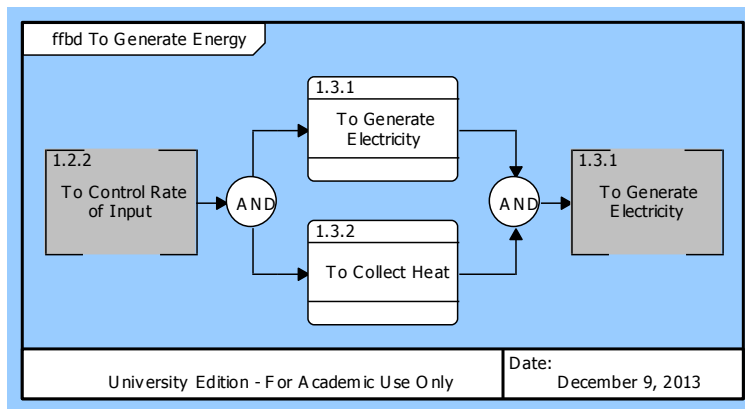 ffbd To Generate Energy
1.2.2
To Control Rate
of Input
AND
1.3.1
To Generate
Electricity
1.3.2
To Collect Heat
AND
1.3.1
To Generate
Electricity
University Edition - For Academic Use Only
Date:
December 9, 2013